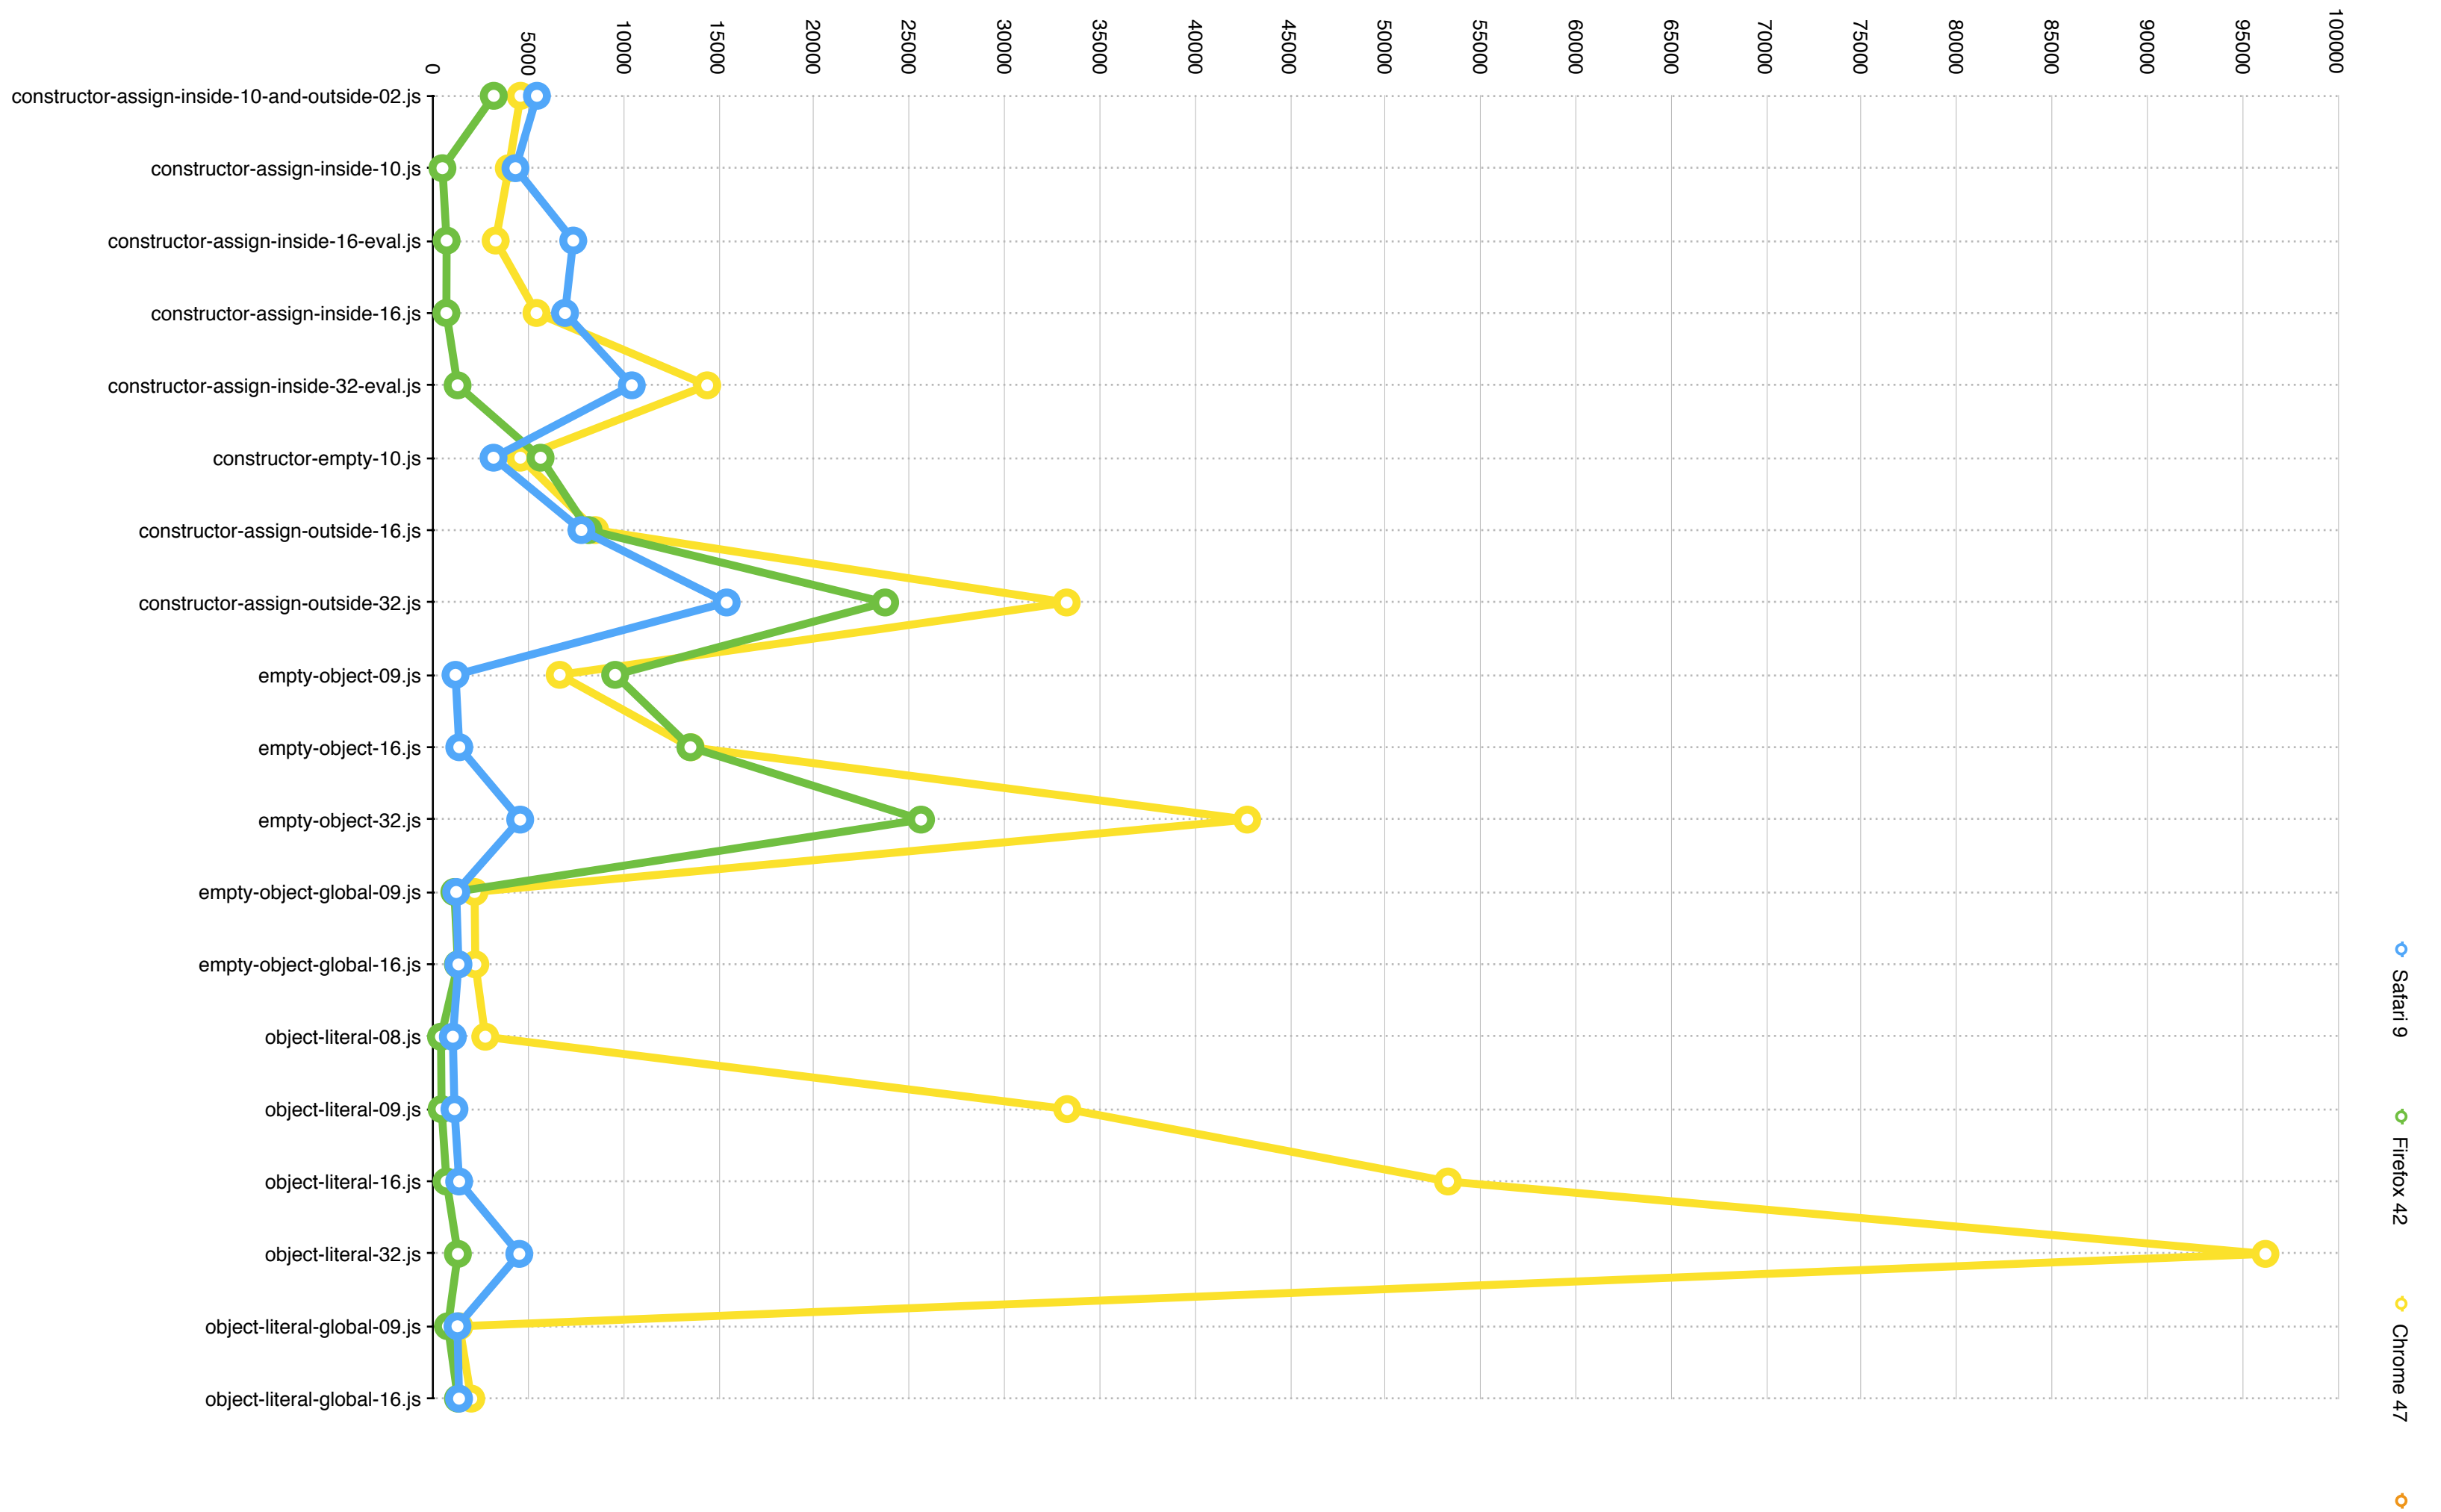 0
5000
10000
15000
20000
25000
30000
35000
40000
45000
50000
55000
60000
65000
70000
75000
80000
85000
90000
95000
100000
constructor-assign-inside-10-and-outside-02.js
constructor-assign-inside-10.js
constructor-assign-inside-16-eval.js
constructor-assign-inside-16.js
constructor-assign-inside-32-eval.js
constructor-empty-10.js
constructor-assign-outside-16.js
constructor-assign-outside-32.js
empty-object-09.js
empty-object-16.js
empty-object-32.js
empty-object-global-09.js
empty-object-global-16.js
object-literal-08.js
object-literal-09.js
object-literal-16.js
object-literal-32.js
object-literal-global-09.js
object-literal-global-16.js
Safari 9
Firefox 42
Chrome 47